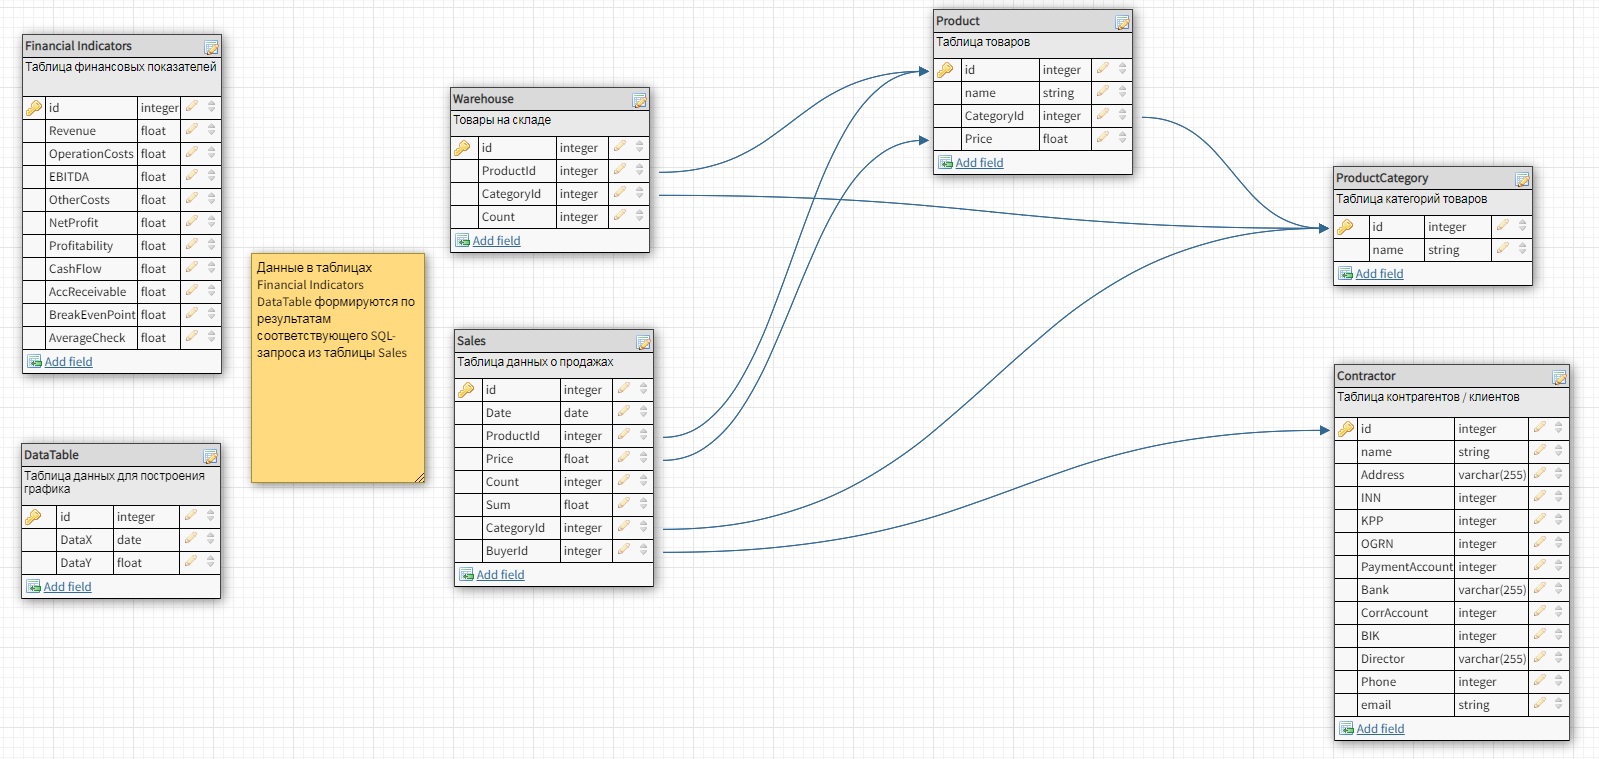 Financial Indicators
Таблица финансовых показателей
id integer
Revenue float
OperationCosts float
EBITDA float
OtherCosts float
NetProfit float
Profitability float
CashFlow float
AccReceivable float
BreakEvenPoint float
AverageCheck float
Add field
DataTable
Таблица данных для построения
графика
id integer
DataX date
DataY float
Add field
Данные в таблицах
Financial Indicators
DataTable формируются по
результатам
соответствующего SQL-
запроса из таблицы Sales
Warehouse
Товары на складе
id integer
ProductId integer
CategoryId integer
Count integer
Add field
Sales
Таблица данных о продажах
id integer
Date date
ProductId integer
Price float
Count integer
Sum float
CategoryId integer
BuyerId integer
Add field
Product
Таблица товаров
id integer
name string
CategoryId integer
Price float
Add field
ProductCategory
Таблица категорий товаров
id integer
name string
Add field
Contractor
Таблица контрагентов / клиентов
id integer
name string
Address varchar(255)
INN integer
KPP integer
OGRN integer
PaymentAccount integer
Bank varchar(255)
CorrAccount integer
BIK integer
Director varchar(255)
Phone integer
email string
Add field